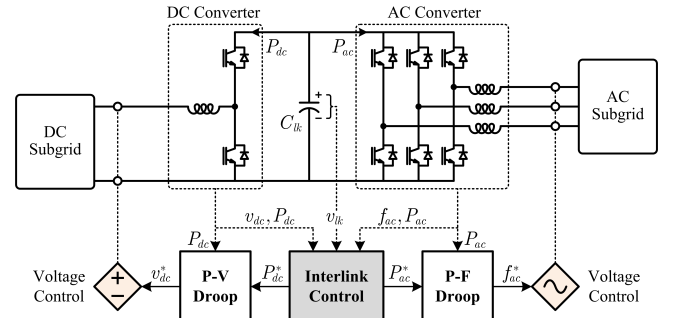 DC Converter
AC Converter
P_dc
P_ac
+
C_lk
−
DC
Subgrid
AC
Subgrid
v_dc, P_dc
v_lk
f_ac, P_ac
P_dc
P_ac
Voltage
Control
+
−
v*_dc
P-V
Droop
P*_dc
Interlink
Control
P*_ac
P-F
Droop
f*_ac
Voltage
Control